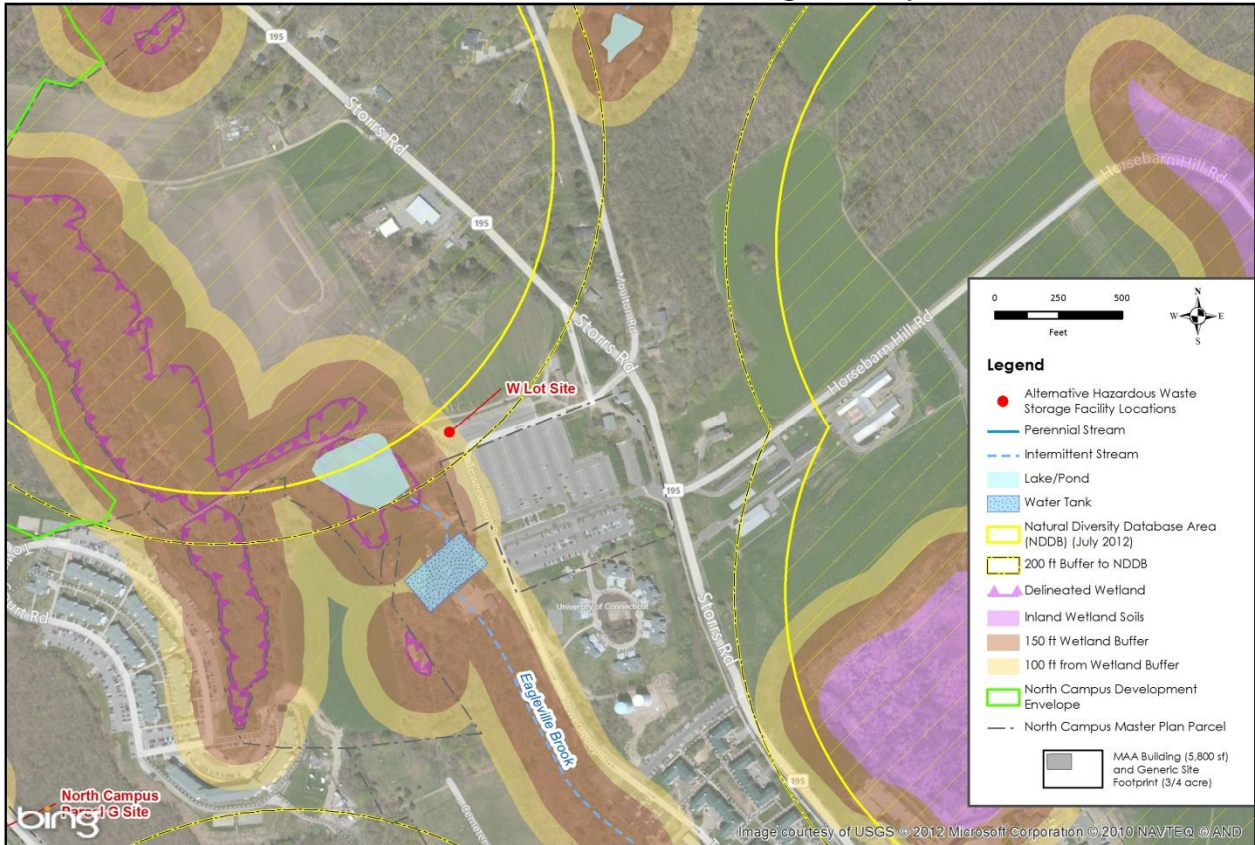 195
Storrs Rd
195
Moulton Rd
Storrs Rd
Horsebarn Hill Rd
Horsebarn Hill Rd
W Lot Site
195
University of Connecticut
Storrs Rd
Eagleville Brook
195
Curt Rd
North Campus
Parcel G Site
bing
0 250 500
Feet
N
W E
S
Legend
Alternative Hazardous Waste
Storage Facility Locations
Perennial Stream
Intermittent Stream
Lake/Pond
Water Tank
Natural Diversity Database Area
(NDDB) (July 2012)
200 ft Buffer to NDDB
Delineated Wetland
Inland Wetland Soils
150 ft Wetland Buffer
100 ft from Wetland Buffer
North Campus Development
Envelope
North Campus Master Plan Parcel
MAA Building (5,800 sf)
and Generic Site
Footprint (3/4 acre)
Image courtesy of USGS © 2012 Microsoft Corporation © 2010 NAVTEQ © AND